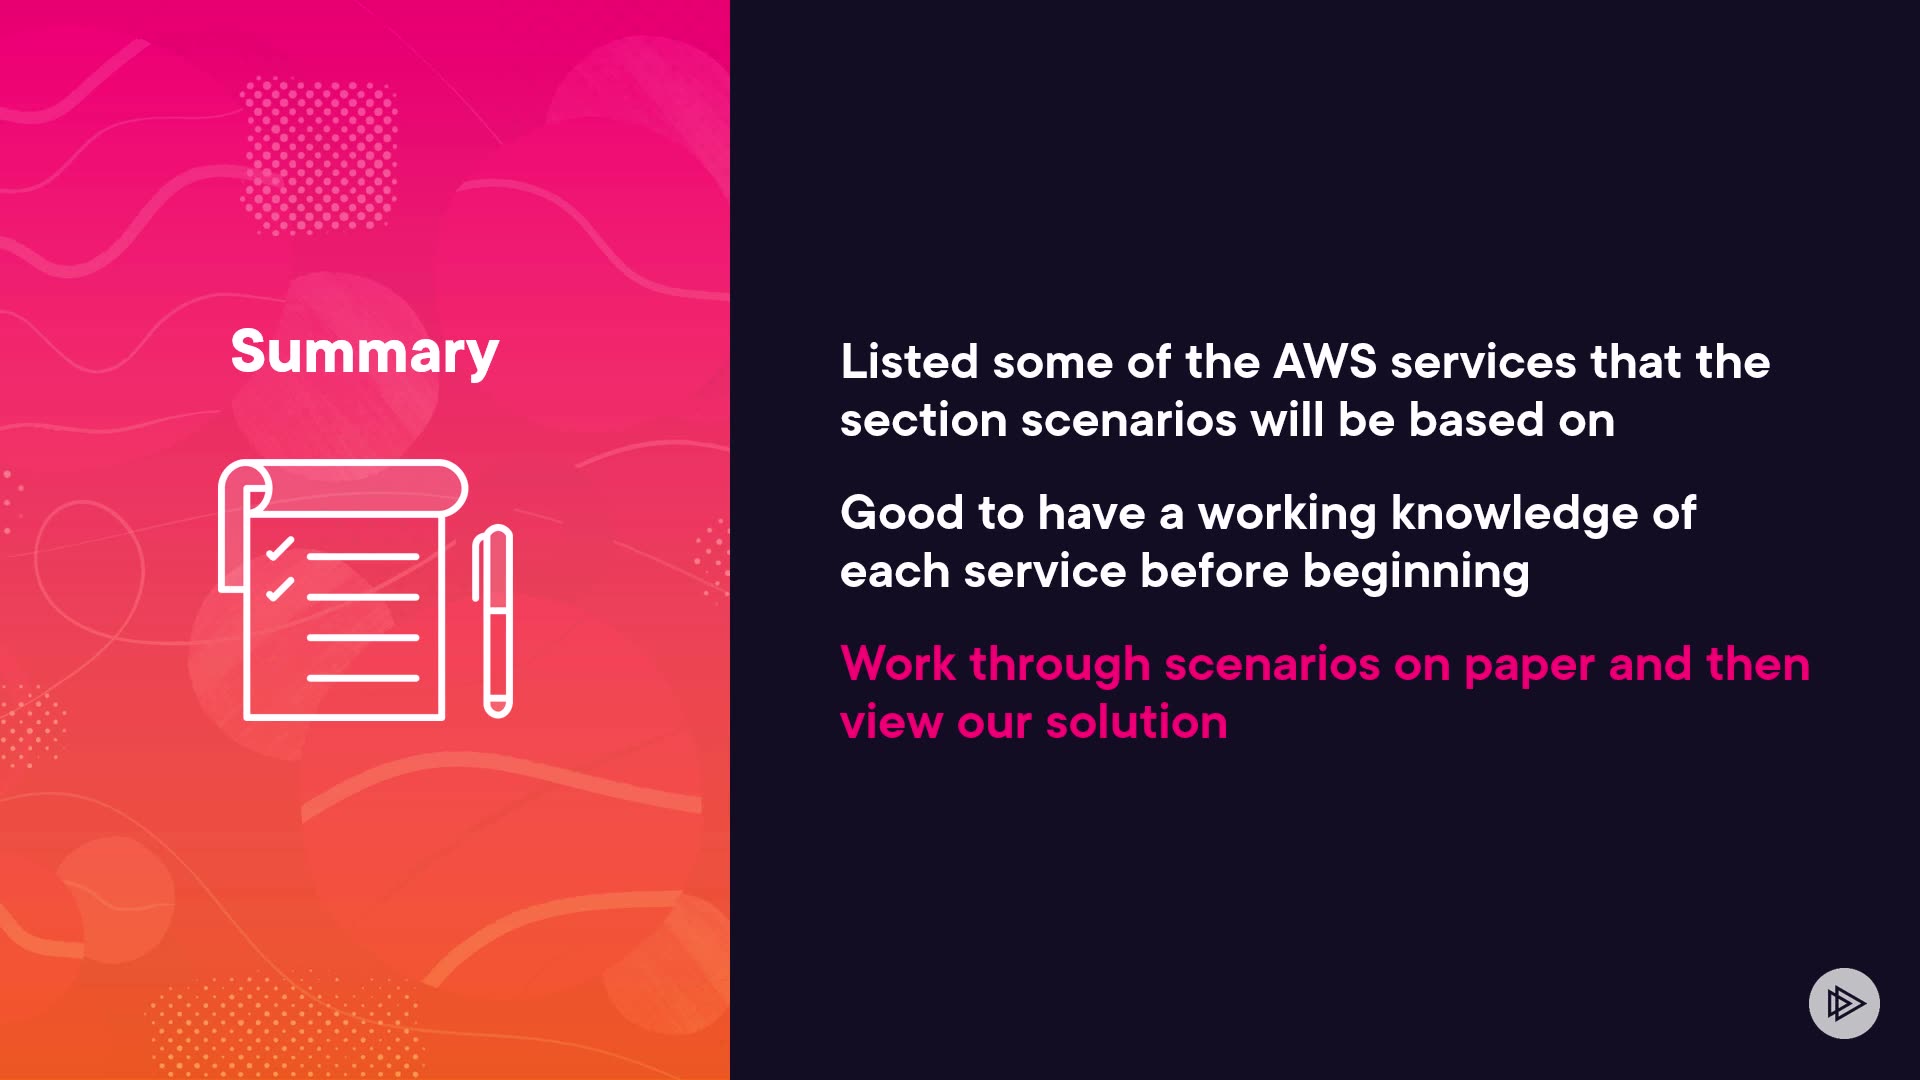 Summary
Listed some of the AWS services that the
section scenarios will be based on
Good to have a working knowledge of
each service before beginning
Work through scenarios on paper and then
view our solution